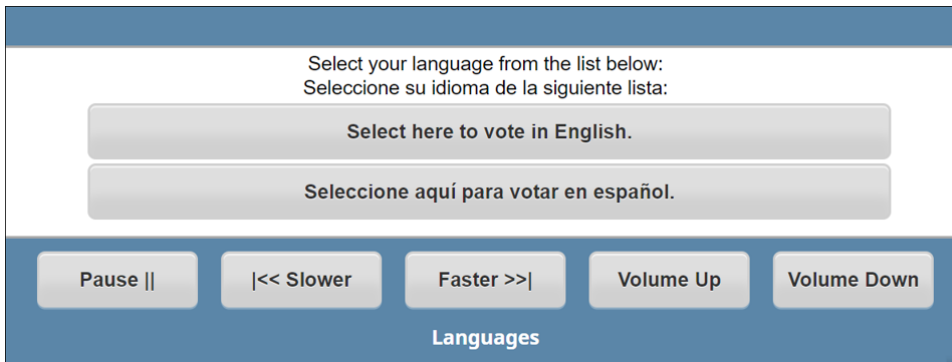 Select your language from the list below:
Seleccione su idioma de la siguiente lista:
Select here to vote in English.
Seleccione aquí para votar en español.
Pause ||
|<< Slower
Faster >>|
Volume Up
Volume Down
Languages